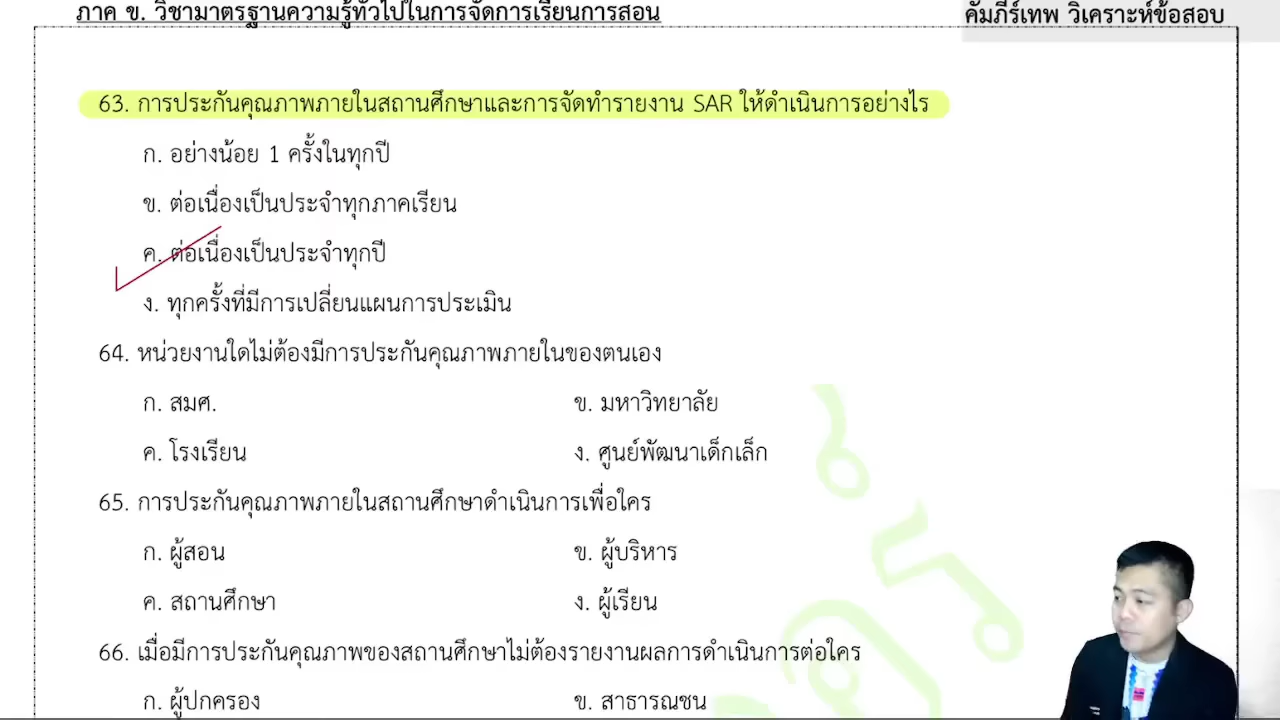 ภาค ข. วิชามาตรฐานความรู้ทั่วไปในการจัดการเรียนการสอน
คัมภีร์เทพ วิเคราะห์ข้อสอบ
63. การประกันคุณภาพภายในสถานศึกษาและการจัดทำรายงาน SAR ให้ดำเนินการอย่างไร
ก. อย่างน้อย 1 ครั้งในทุกปี
ข. ต่อเนื่องเป็นประจำทุกภาคเรียน
ค. ต่อเนื่องเป็นประจำทุกปี
ง. ทุกครั้งที่มีการเปลี่ยนแผนการประเมิน
64. หน่วยงานใดไม่ต้องมีการประกันคุณภาพภายในของตนเอง
ก. สมศ. ข. มหาวิทยาลัย
ค. โรงเรียน ง. ศูนย์พัฒนาเด็กเล็ก
65. การประกันคุณภาพภายในสถานศึกษาดำเนินการเพื่อใคร
ก. ผู้สอน ข. ผู้บริหาร
ค. สถานศึกษา ง. ผู้เรียน
66. เมื่อมีการประกันคุณภาพของสถานศึกษาไม่ต้องรายงานผลการดำเนินการต่อใคร
ก. ผู้ปกครอง ข. สาธารณชน